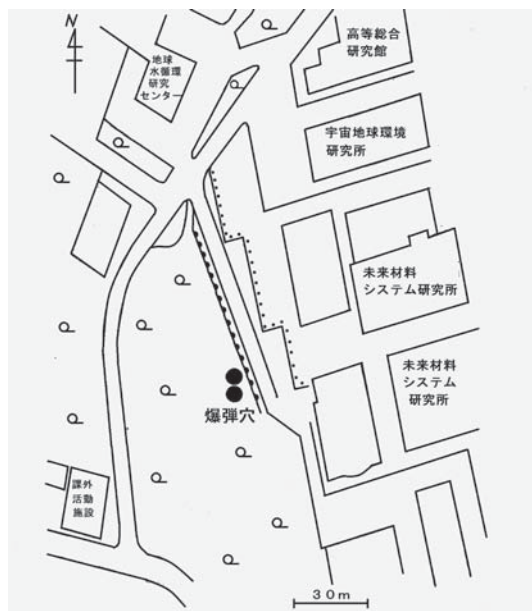 N
地球
水循環
研究
センター
高等総合
研究館
宇宙地球環境
研究所
未来材料
システム研究所
未来材料
システム
研究所
爆弾穴
課外
活動
施設
30m